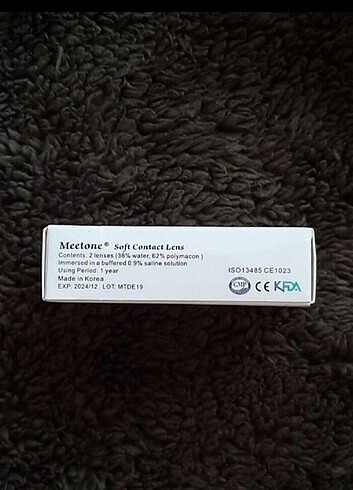 Meetone® Soft Contact Lens
Contents: 2 lenses (38% water, 62% polymacon )
Immersed in a buffered 0.9% saline solution
Using Period: 1 year
Made in Korea
EXP: 2024/12 LOT: MTDE19
ISO13485 CE1023
GMP CE KFDA